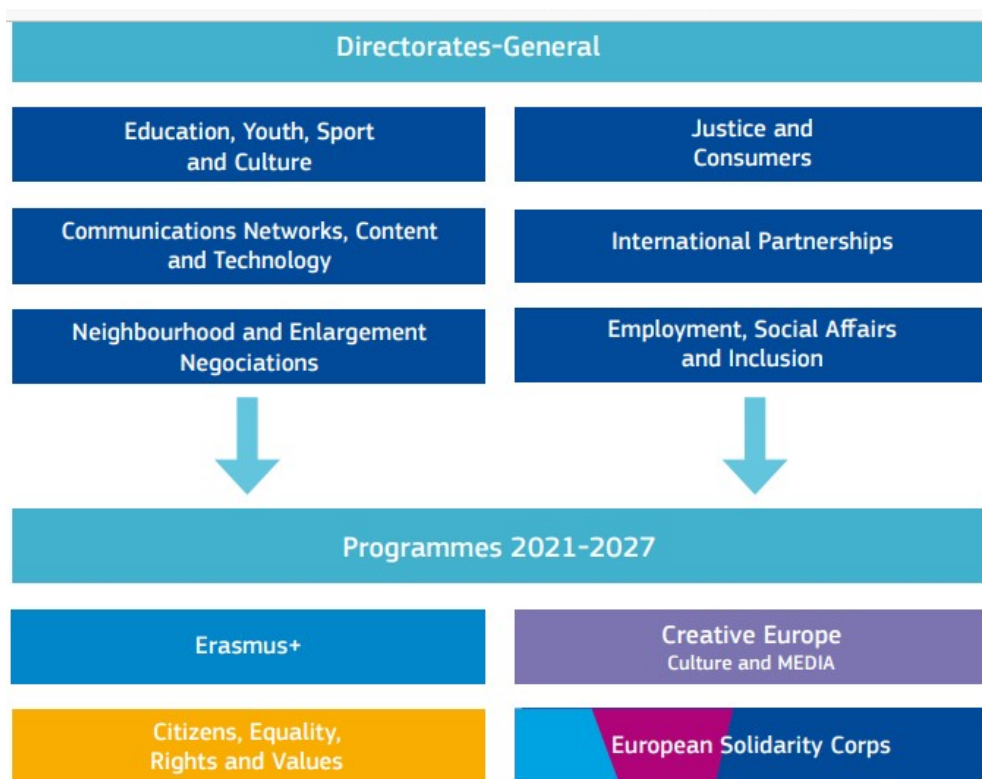 Directorates-General
Education, Youth, Sport
and Culture
Justice and
Consumers
Communications Networks, Content
and Technology
International Partnerships
Neighbourhood and Enlargement
Negociations
Employment, Social Affairs
and Inclusion
Programmes 2021-2027
Erasmus+
Creative Europe
Culture and MEDIA
Citizens, Equality,
Rights and Values
European Solidarity Corps